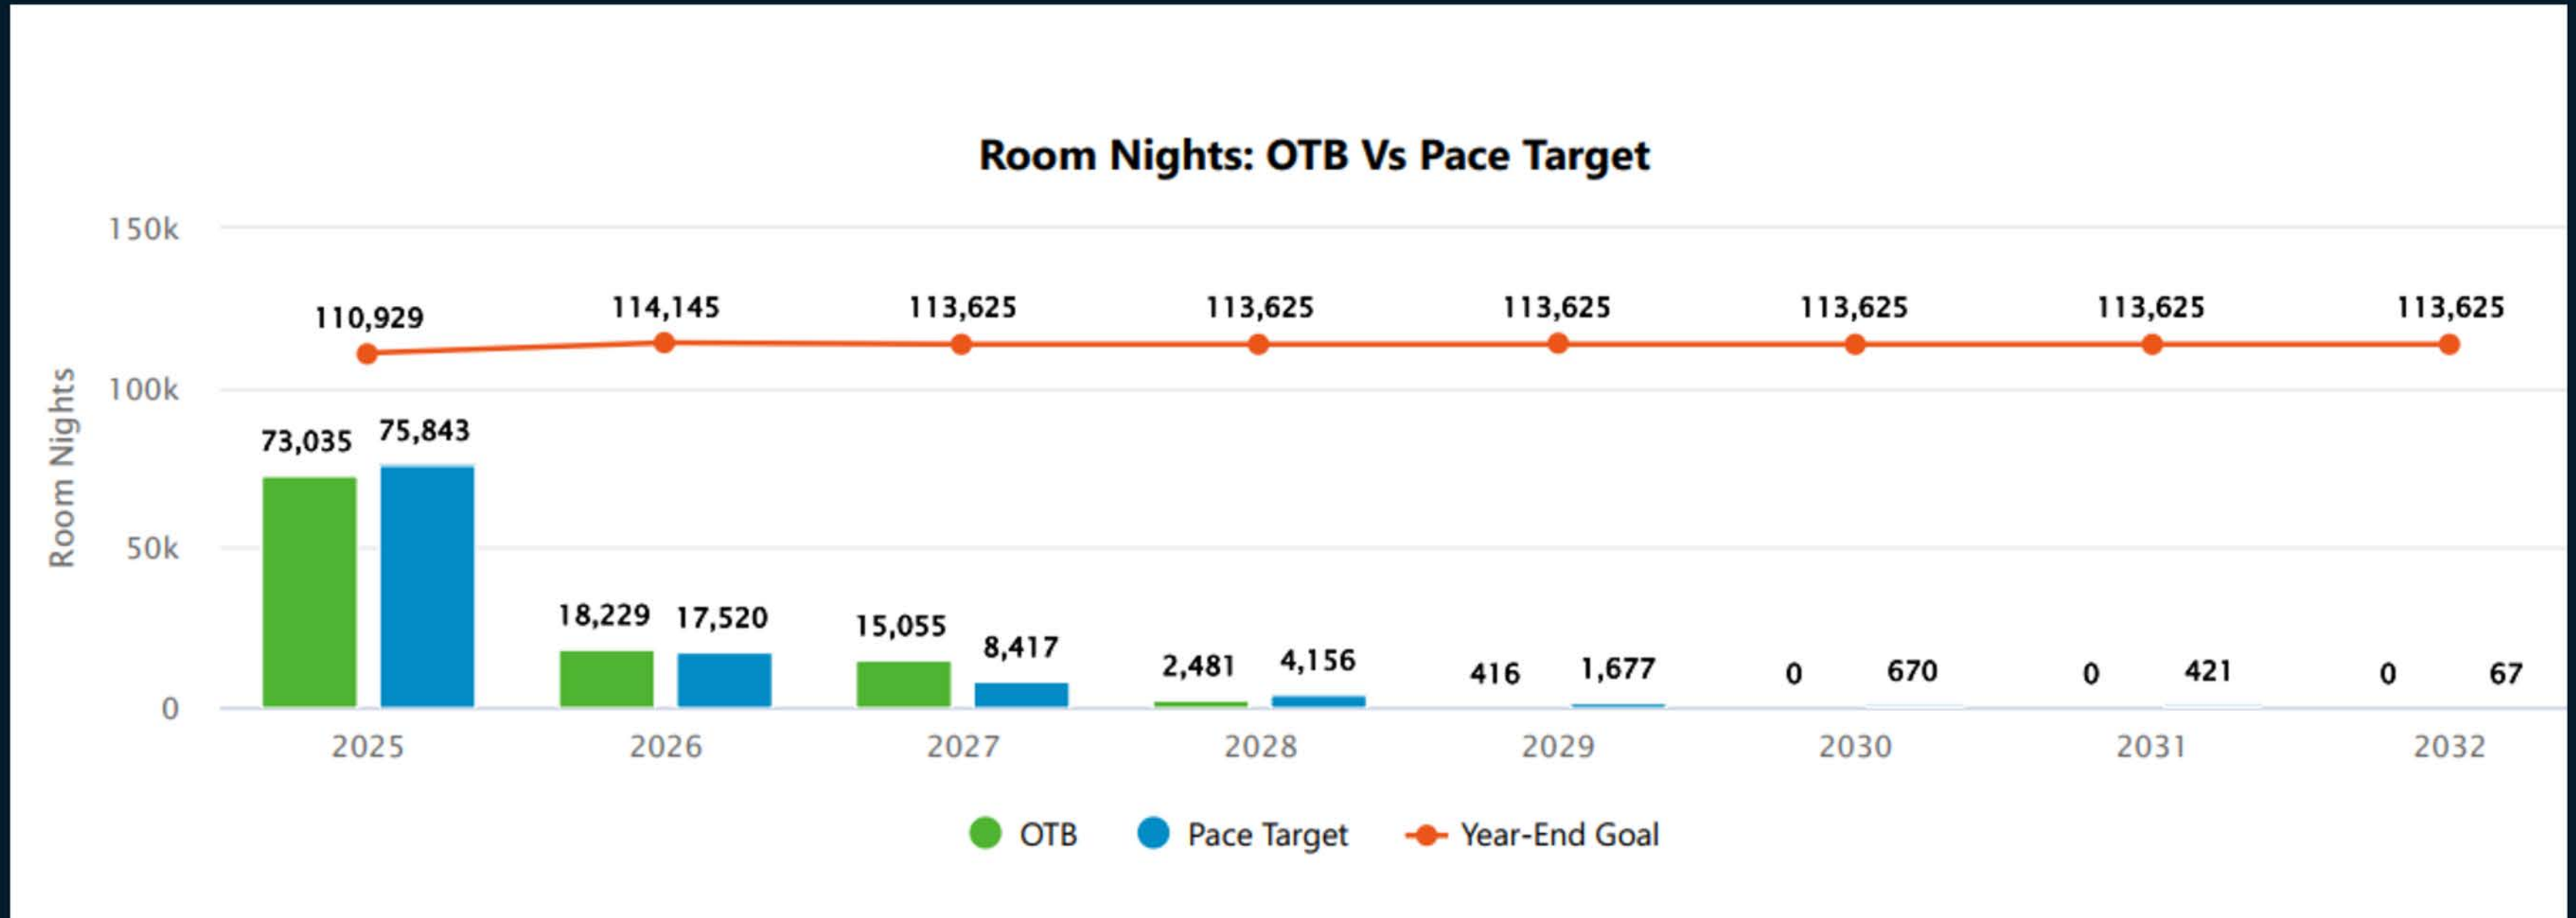 Room Nights: OTB Vs Pace Target
150k
110,929 114,145 113,625 113,625 113,625 113,625 113,625 113,625
100k
Room Nights
73,035 75,843
50k
18,229 17,520 15,055 8,417 2,481 4,156 416 1,677 0 670 0 421 0 67
0
2025 2026 2027 2028 2029 2030 2031 2032
OTB Pace Target Year-End Goal